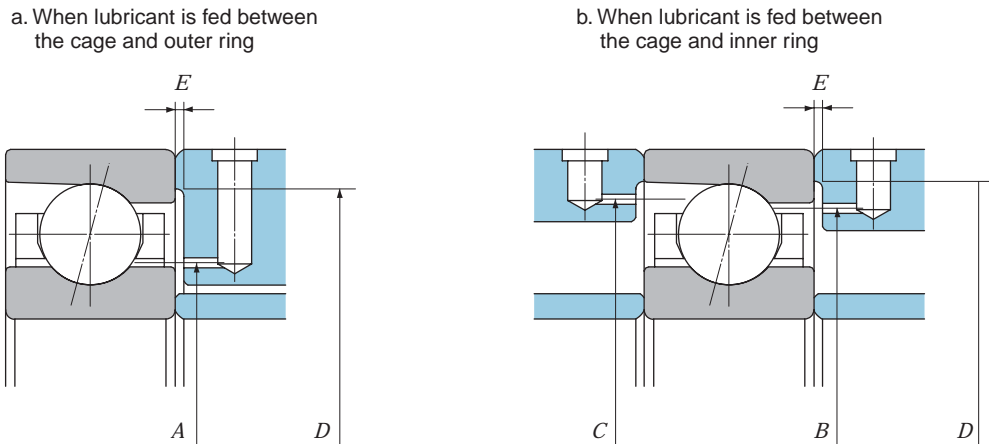 a. When lubricant is fed between
the cage and outer ring
b. When lubricant is fed between
the cage and inner ring
E
E
A
D
C
B
D